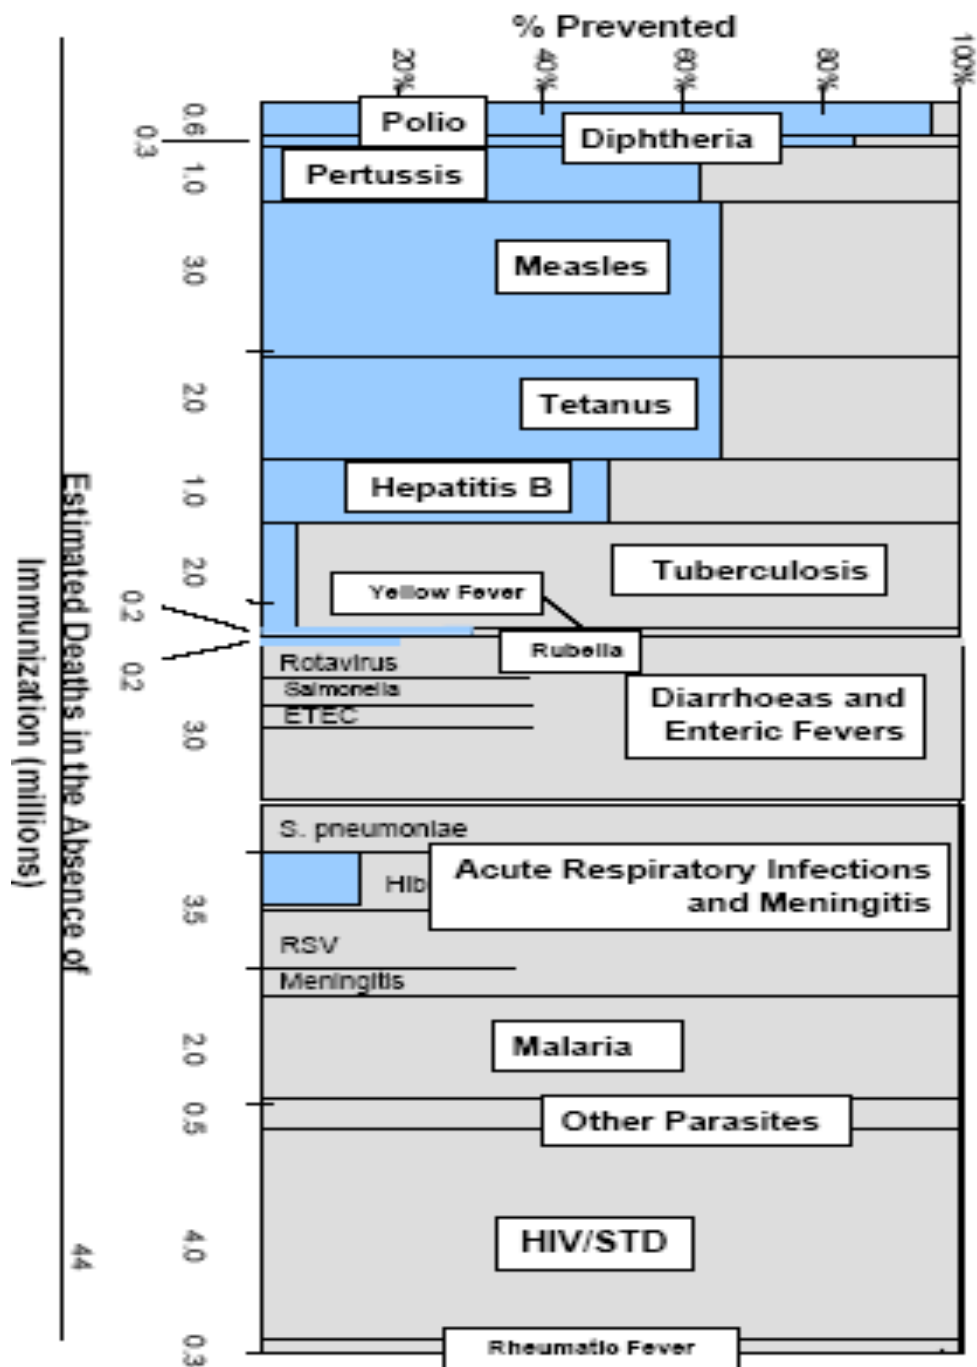 % Prevented
20%
40%
60%
80%
100%
0.6
0.3
1.0
3.0
2.0
1.0
2.0
0.2
0.2
3.0
3.5
2.0
0.5
4.0
0.3
Polio
Diphtheria
Pertussis
Measles
Tetanus
Hepatitis B
Tuberculosis
Yellow Fever
Rubella
Rotavirus
Salmonella
ETEC
Diarrhoeas and
Enteric Fevers
S. pneumoniae
Hib
Acute Respiratory Infections
and Meningitis
RSV
Meningitis
Malaria
Other Parasites
HIV/STD
Rheumatic Fever
Estimated Deaths in the Absence of
Immunization (millions)
44